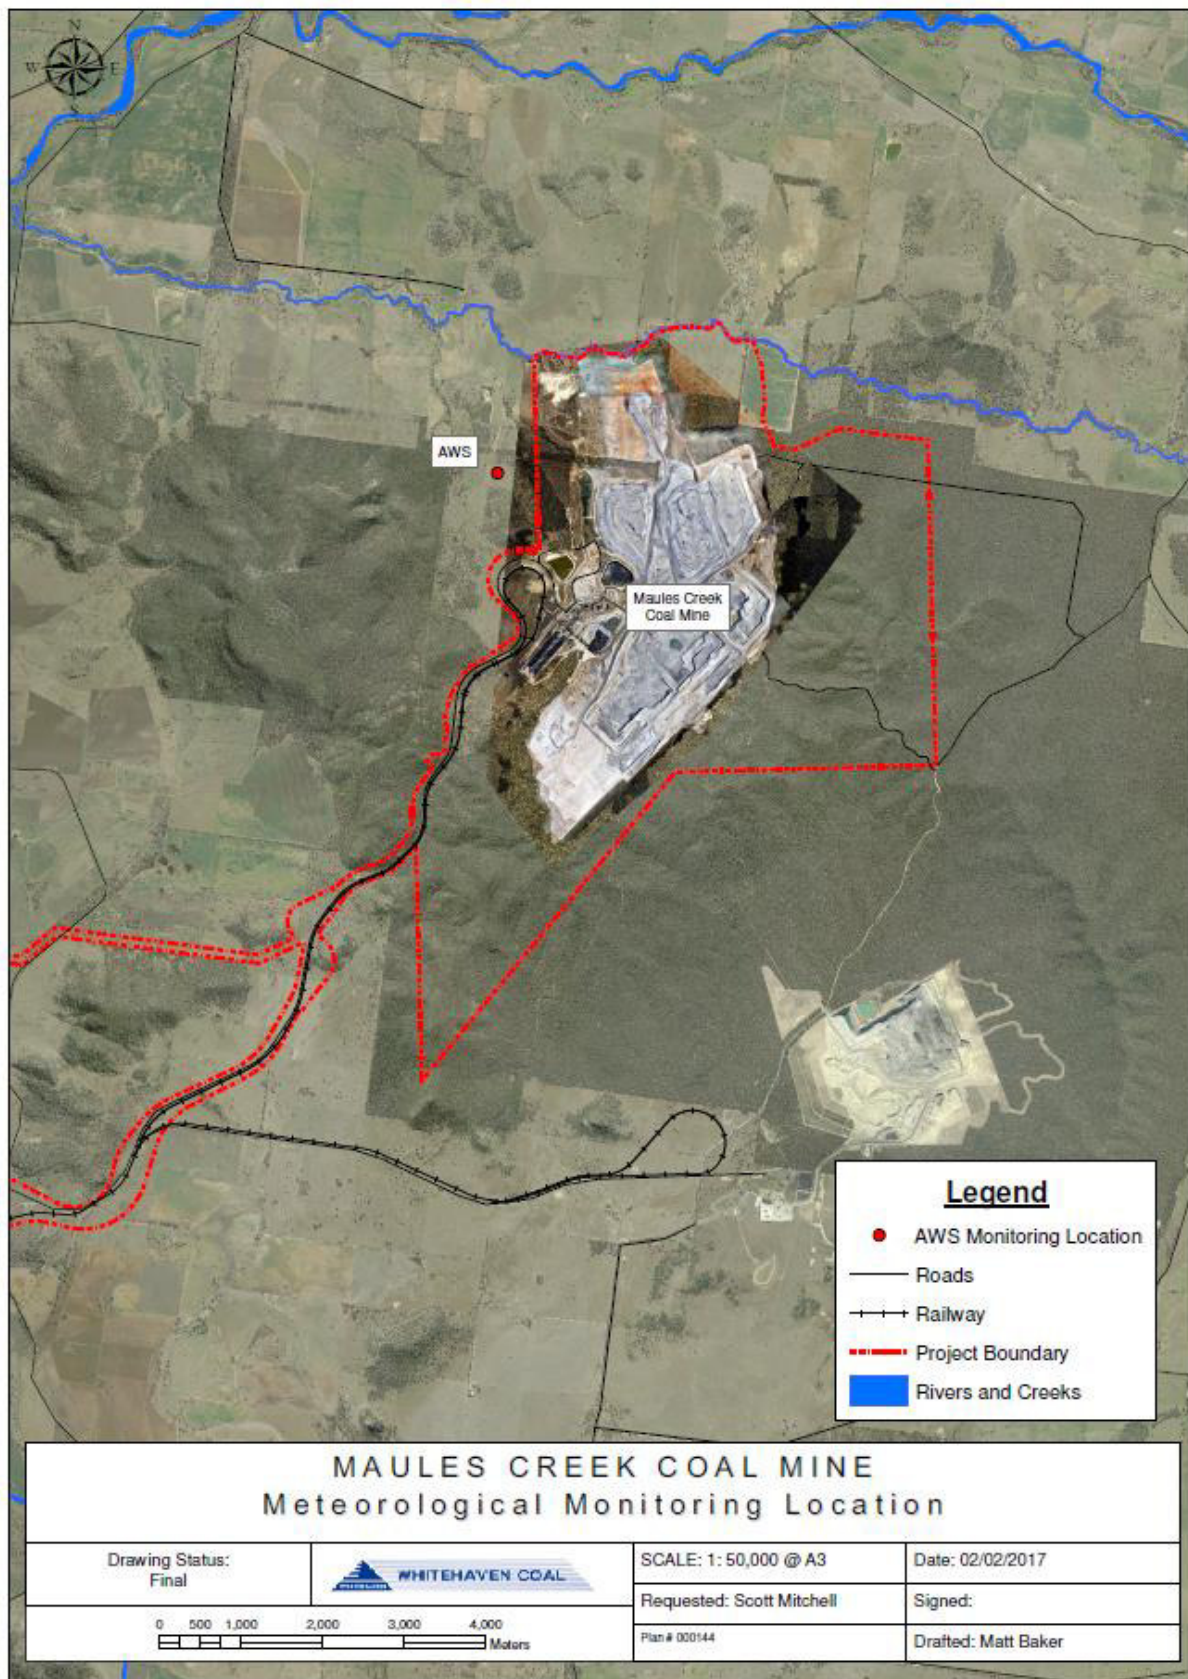 N
W
E
AWS
Maules Creek
Coal Mine
Legend
AWS Monitoring Location
Roads
Railway
Project Boundary
Rivers and Creeks
MAULES CREEK COAL MINE
Meteorological Monitoring Location
Drawing Status:
Final
WHITEHAVEN COAL
SCALE: 1: 50,000 @ A3
Date: 02/02/2017
Requested: Scott Mitchell
Signed:
0 500 1,000 2,000 3,000 4,000
Meters
Plan # 000144
Drafted: Matt Baker